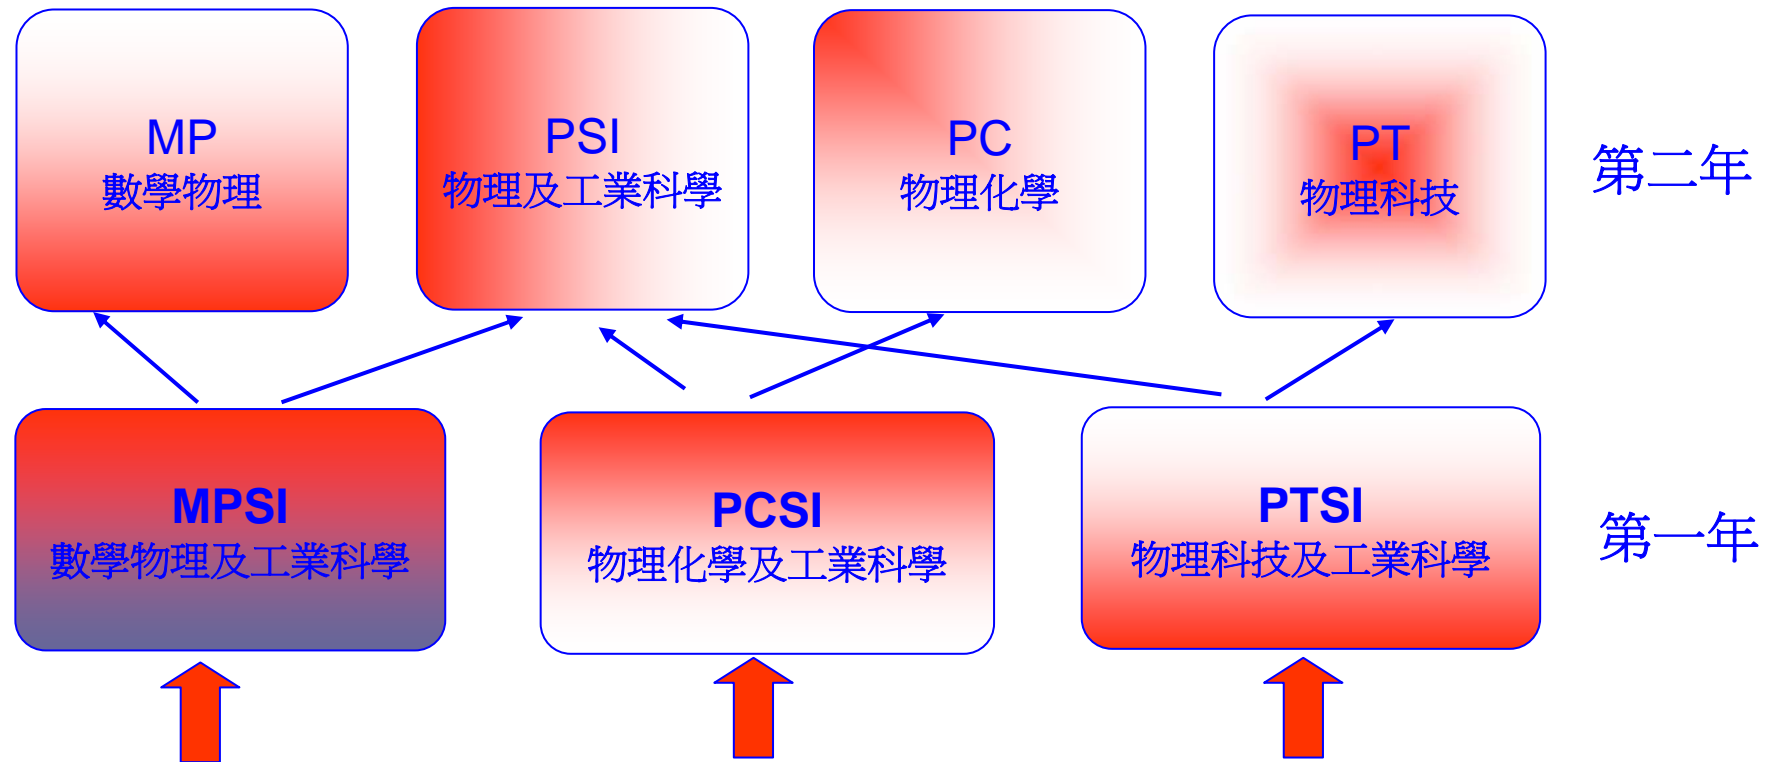 MP
數學物理
PSI
物理及工業科學
PC
物理化學
PT
物理科技
第二年
MPSI
數學物理及工業科學
PCSI
物理化學及工業科學
PTSI
物理科技及工業科學
第一年